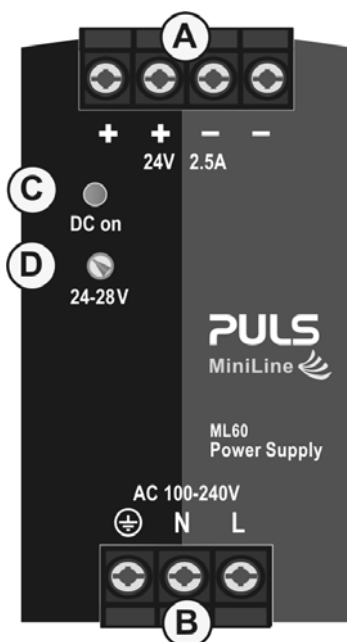 A
+ + − −
24V 2.5A
C
DC on
D
24-28V
PULS
MiniLine
ML60
Power Supply
AC 100-240V
N L
B